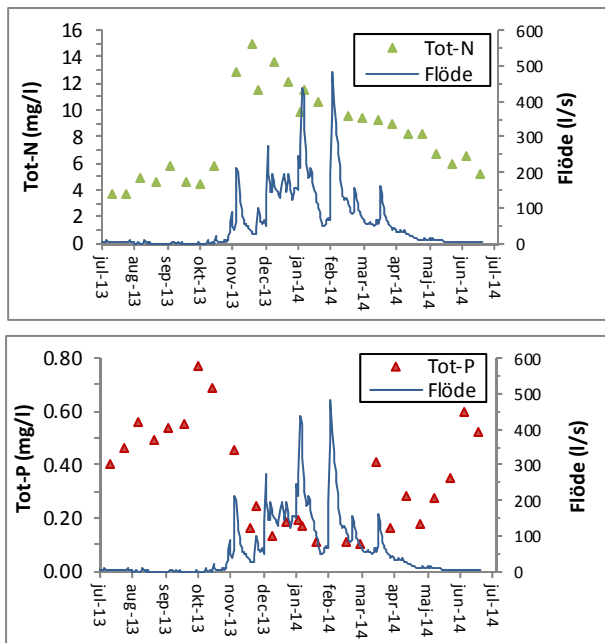 Tot-N (mg/l)
16
14
12
10
8
6
4
2
0
Tot-N
Flöde
600
500
400
300
200
100
0
Flöde (l/s)
jul-13
aug-13
sep-13
okt-13
nov-13
dec-13
jan-14
feb-14
mar-14
apr-14
maj-14
jun-14
jul-14
Tot-P (mg/l)
0.80
0.60
0.40
0.20
0.00
Tot-P
Flöde
600
500
400
300
200
100
0
Flöde (l/s)
jul-13
aug-13
sep-13
okt-13
nov-13
dec-13
jan-14
feb-14
mar-14
apr-14
maj-14
jun-14
jul-14